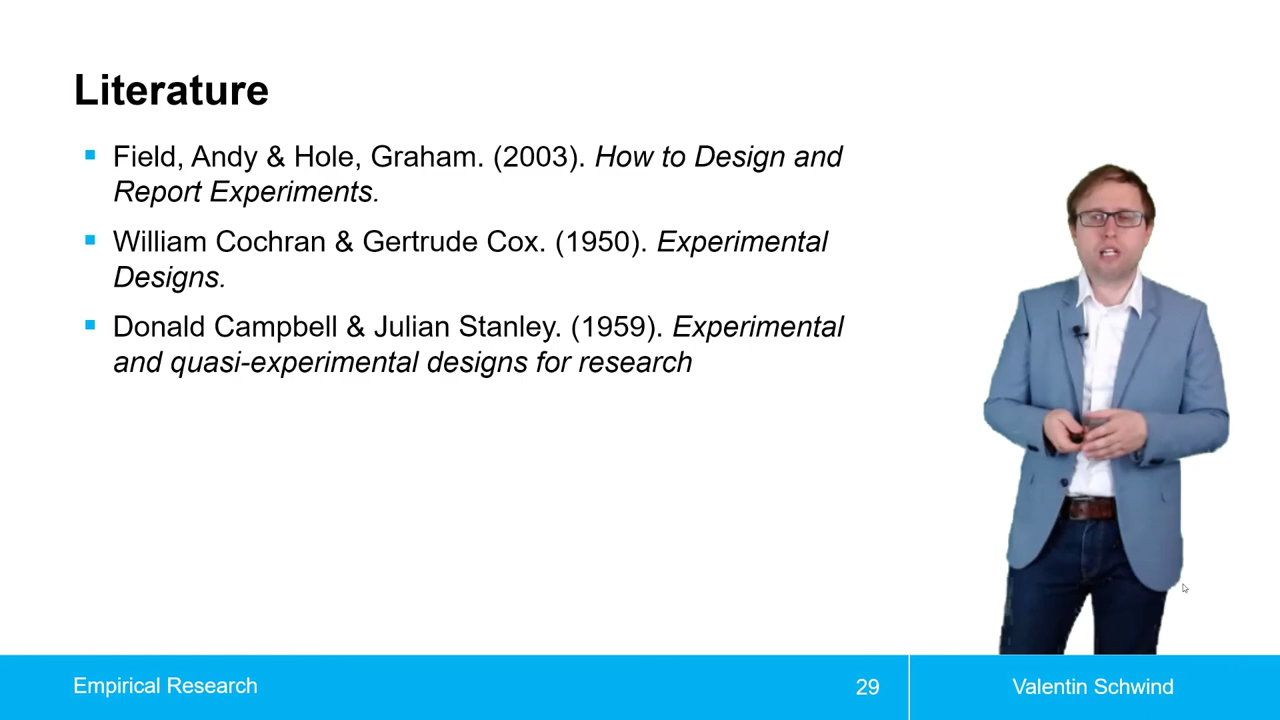 Literature
Field, Andy & Hole, Graham. (2003). How to Design and
Report Experiments.
William Cochran & Gertrude Cox. (1950). Experimental
Designs.
Donald Campbell & Julian Stanley. (1959). Experimental
and quasi-experimental designs for research
Empirical Research
29
Valentin Schwind